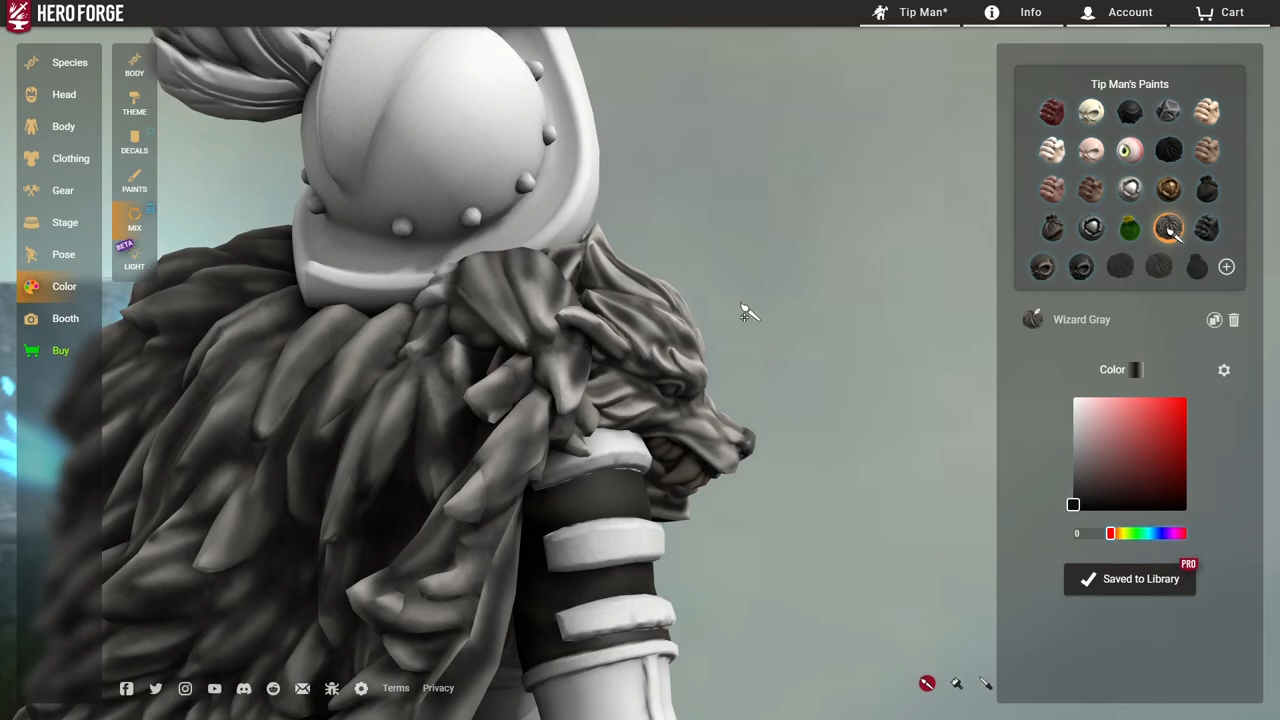 HERO FORGE
Tip Man*
Info
Account
Cart
Species
Head
Body
Clothing
Gear
Stage
Pose
Color
Booth
Buy
BODY
THEME
DECALS
PAINTS
MIX
BETA
LIGHT
Tip Man's Paints
Wizard Gray
Color
0
PRO
Saved to Library
Terms
Privacy